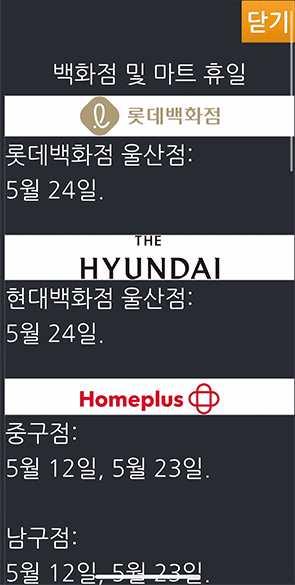 닫기
백화점 및 마트 휴일
롯데백화점
롯데백화점 울산점:
5월 24일.
THE
HYUNDAI
현대백화점 울산점:
5월 24일.
Homeplus
중구점:
5월 12일, 5월 23일.
남구점:
5월 12일, 5월 23일.